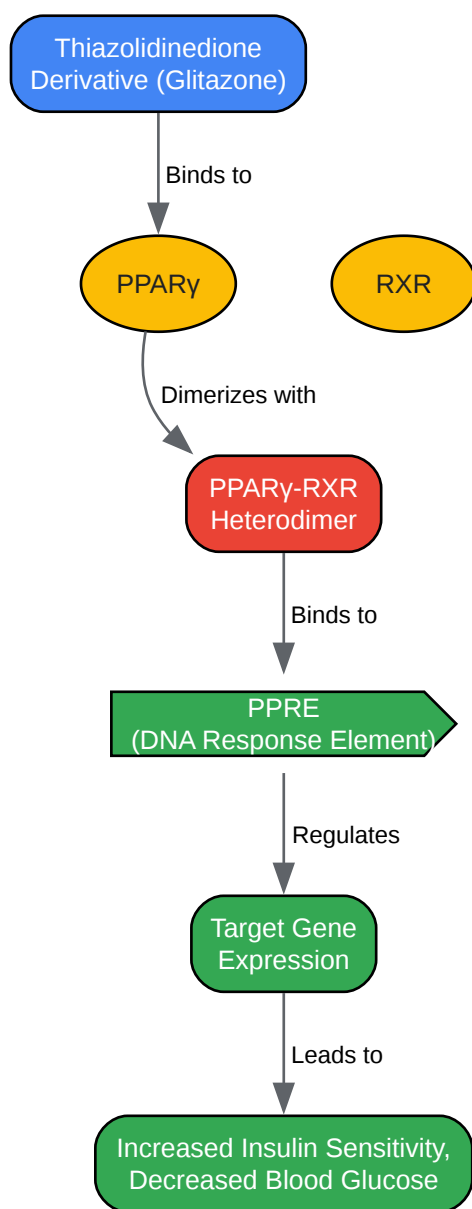 Thiazolidinedione
Derivative (Glitazone)
Binds to
PPARγ
RXR
Dimerizes with
PPARγ-RXR
Heterodimer
Binds to
PPRE
(DNA Response Element)
Regulates
Target Gene
Expression
Leads to
Increased Insulin Sensitivity,
Decreased Blood Glucose